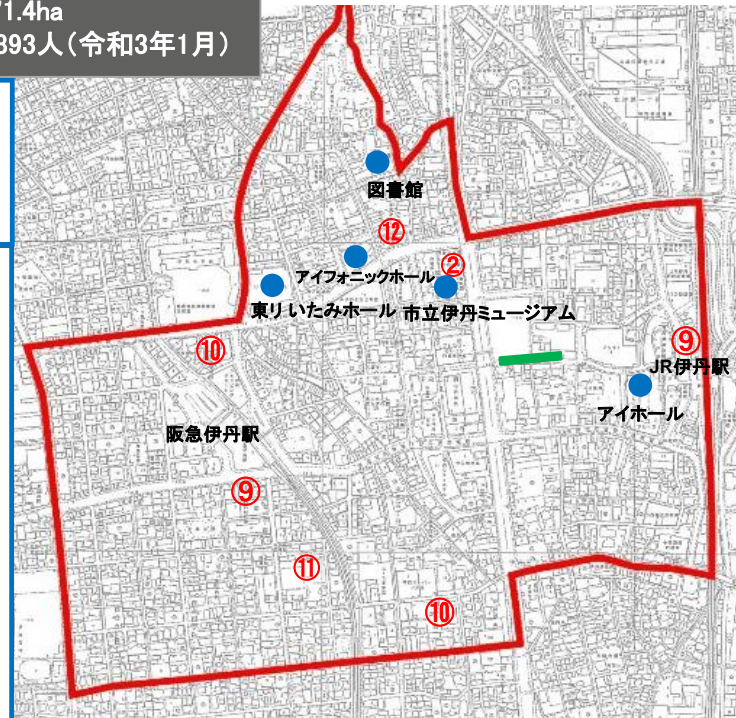 71.4ha
893人(令和3年1月)
図書館
⑫
アイフォニックホール
②
東リ いたみホール
市立伊丹ミュージアム
⑩
⑨
JR伊丹駅
アイホール
阪急伊丹駅
⑨
⑪
⑩